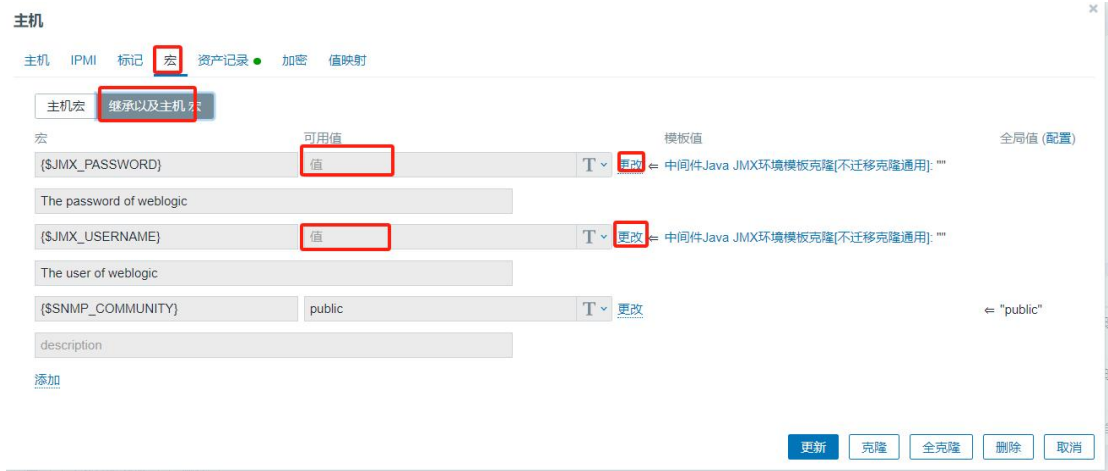 主机
主机 IPMI 标记 宏 资产记录 加密 值映射
主机宏 继承以及主机 宏
宏 可用值 模板值 全局值 (配置)
{$JMX_PASSWORD} 值 T 更改 ⇐ 中间件Java JMX环境模板克隆[不迁移克隆通用]: ""
The password of weblogic
{$JMX_USERNAME} 值 T 更改 ⇐ 中间件Java JMX环境模板克隆[不迁移克隆通用]: ""
The user of weblogic
{$SNMP_COMMUNITY} public T 更改 ⇐ "public"
description
添加
更新 克隆 全克隆 删除 取消